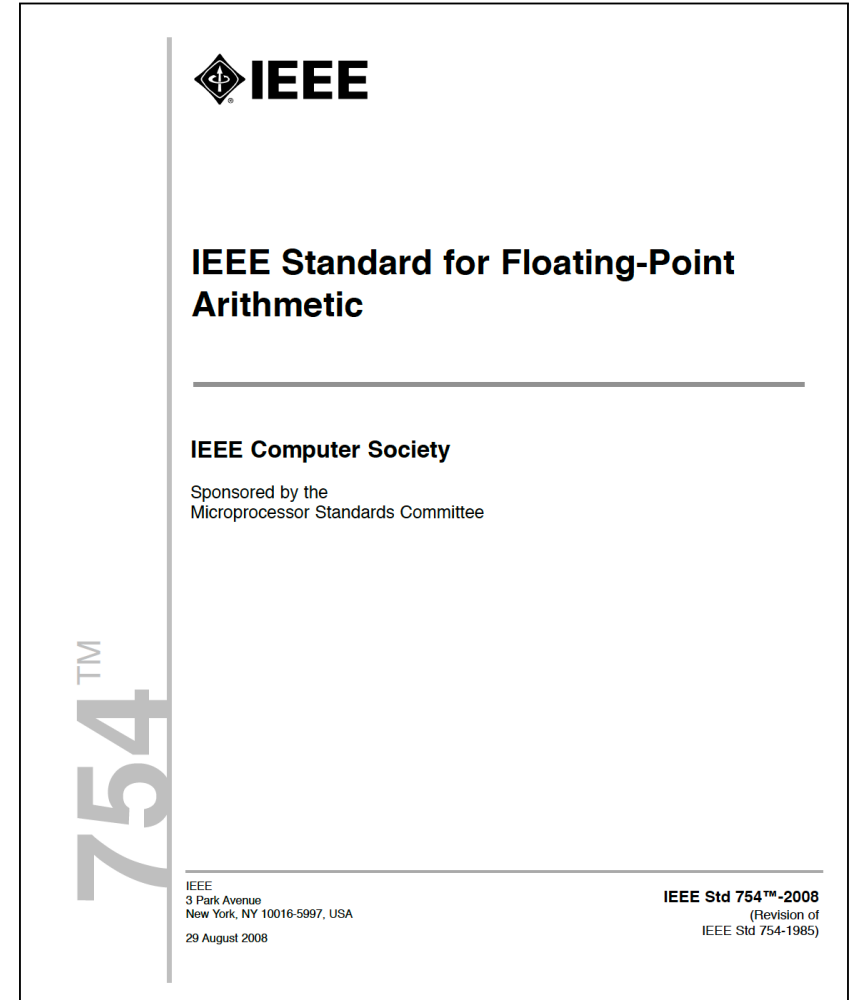 IEEE
IEEE Standard for Floating-Point
Arithmetic
IEEE Computer Society
Sponsored by the
Microprocessor Standards Committee
754™
IEEE
3 Park Avenue
New York, NY 10016-5997, USA
29 August 2008
IEEE Std 754™-2008
(Revision of
IEEE Std 754-1985)